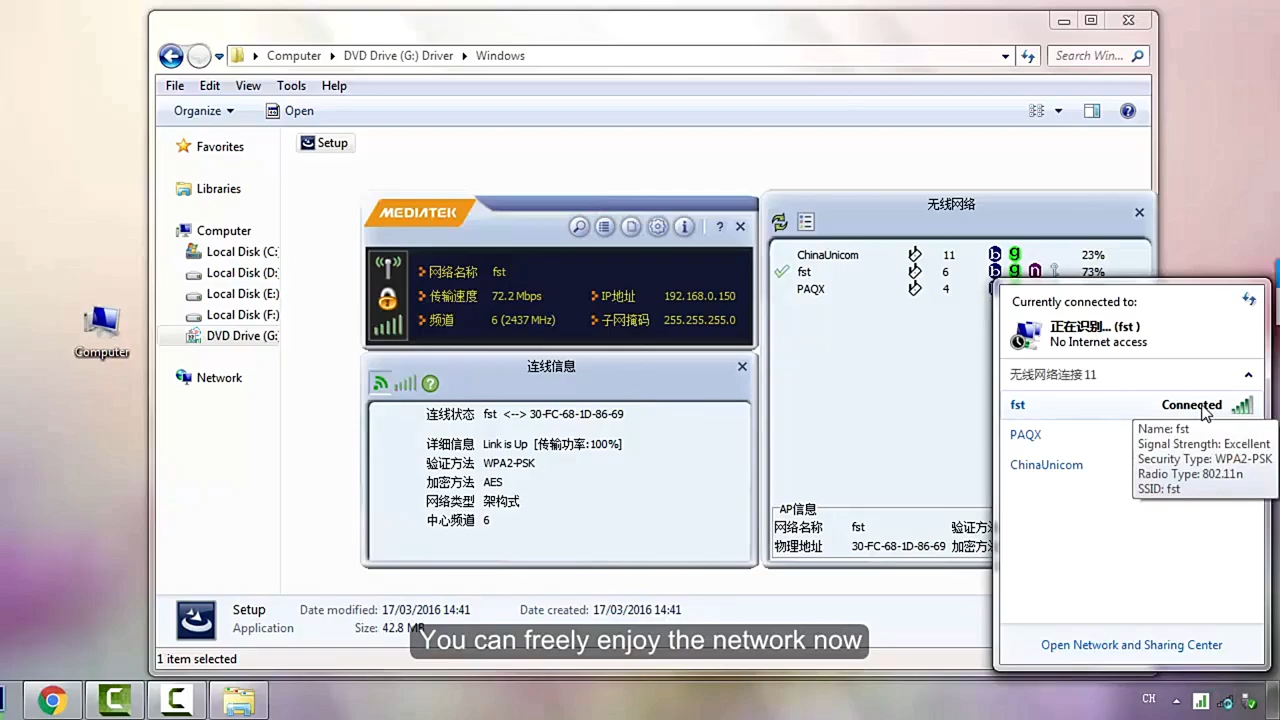 Computer
DVD Drive (G:) Driver
Windows
Search Win...
File Edit View Tools Help
Organize
Open
Favorites
Libraries
Computer
Local Disk (C:
Local Disk (D:
Local Disk (E:)
Local Disk (F:)
DVD Drive (G:
Network
Setup
Computer
MEDIATEK
?
网络名称 fst
传输速度 72.2 Mbps
IP地址 192.168.0.150
频道 6 (2437 MHz)
子网掩码 255.255.255.0
连线信息
连线状态 fst <--> 30-FC-68-1D-86-69
详细信息 Link is Up [传输功率:100%]
验证方法 WPA2-PSK
加密方法 AES
网络类型 架构式
中心频道 6
无线网络
ChinaUnicom 11 b g 23%
fst 6 b g n 73%
PAQX 4
AP信息
网络名称 fst 验证方
物理地址 30-FC-68-1D-86-69 加密方
Currently connected to:
正在识别... (fst )
No Internet access
无线网络连接 11
fst Connected
PAQX
ChinaUnicom
Name: fst
Signal Strength: Excellent
Security Type: WPA2-PSK
Radio Type: 802.11n
SSID: fst
Open Network and Sharing Center
Setup Date modified: 17/03/2016 14:41 Date created: 17/03/2016 14:41
Application Size: 42.8
You can freely enjoy the network now
1 item selected
CH